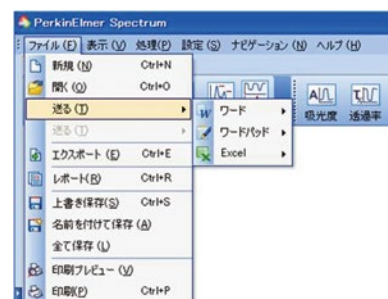 PerkinElmer Spectrum
ファイル (F) 表示 (V) 処理(P) 設定 (S) ナビゲーション (N) ヘルプ (H)
新規 (N) Ctrl+N
開く (O) Ctrl+O
送る (T)
ワード
送る (T)
ワードパッド
エクスポート (E) Ctrl+E
Excel
レポート(R) Ctrl+R
上書き保存(S) Ctrl+S
名前を付けて保存 (A)
全て保存 (L)
印刷プレビュー (V)
印刷(P) Ctrl+P
吸光度 透過率